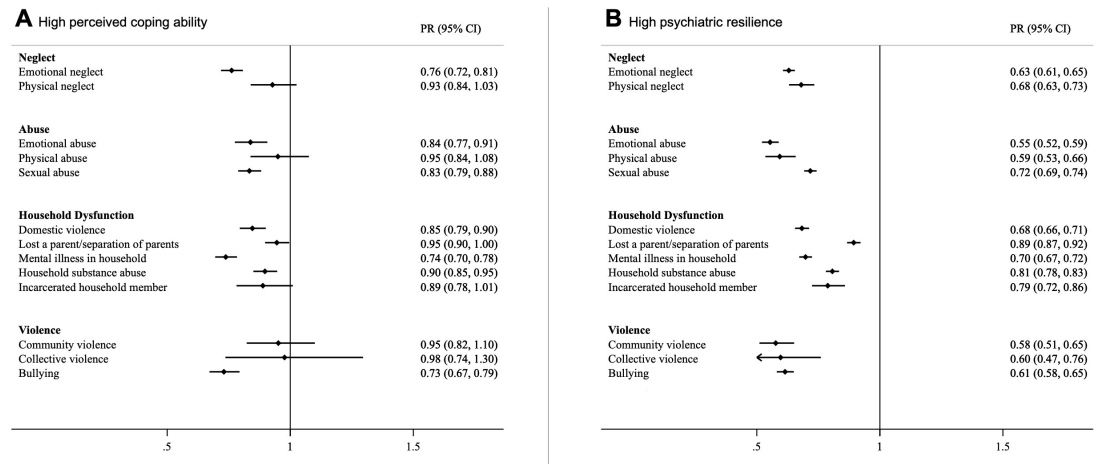 A High perceived coping ability
PR (95% CI)
Neglect
Emotional neglect 0.76 (0.72, 0.81)
Physical neglect 0.93 (0.84, 1.03)
Abuse
Emotional abuse 0.84 (0.77, 0.91)
Physical abuse 0.95 (0.84, 1.08)
Sexual abuse 0.83 (0.79, 0.88)
Household Dysfunction
Domestic violence 0.85 (0.79, 0.90)
Lost a parent/separation of parents 0.95 (0.90, 1.00)
Mental illness in household 0.74 (0.70, 0.78)
Household substance abuse 0.90 (0.85, 0.95)
Incarcerated household member 0.89 (0.78, 1.01)
Violence
Community violence 0.95 (0.82, 1.10)
Collective violence 0.98 (0.74, 1.30)
Bullying 0.73 (0.67, 0.79)
.5 1 1.5
B High psychiatric resilience
PR (95% CI)
Neglect
Emotional neglect 0.63 (0.61, 0.65)
Physical neglect 0.68 (0.63, 0.73)
Abuse
Emotional abuse 0.55 (0.52, 0.59)
Physical abuse 0.59 (0.53, 0.66)
Sexual abuse 0.72 (0.69, 0.74)
Household Dysfunction
Domestic violence 0.68 (0.66, 0.71)
Lost a parent/separation of parents 0.89 (0.87, 0.92)
Mental illness in household 0.70 (0.67, 0.72)
Household substance abuse 0.81 (0.78, 0.83)
Incarcerated household member 0.79 (0.72, 0.86)
Violence
Community violence 0.58 (0.51, 0.65)
Collective violence 0.60 (0.47, 0.76)
Bullying 0.61 (0.58, 0.65)
.5 1 1.5